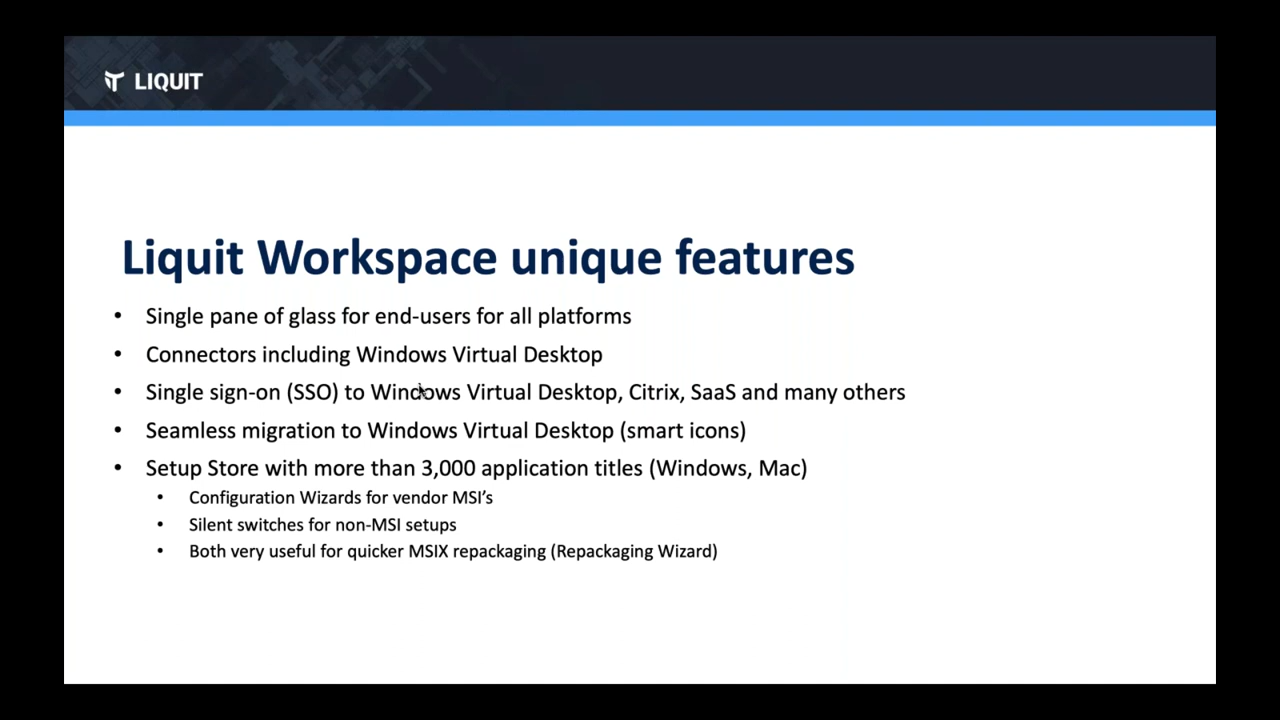 LIQUIT
Liquit Workspace unique features
• Single pane of glass for end-users for all platforms
• Connectors including Windows Virtual Desktop
• Single sign-on (SSO) to Windows Virtual Desktop, Citrix, SaaS and many others
• Seamless migration to Windows Virtual Desktop (smart icons)
• Setup Store with more than 3,000 application titles (Windows, Mac)
• Configuration Wizards for vendor MSI’s
• Silent switches for non-MSI setups
• Both very useful for quicker MSIX repackaging (Repackaging Wizard)